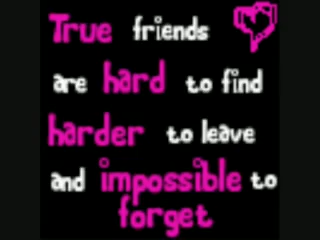 True friends
are hard to find
harder to leave
and impossible to
forget